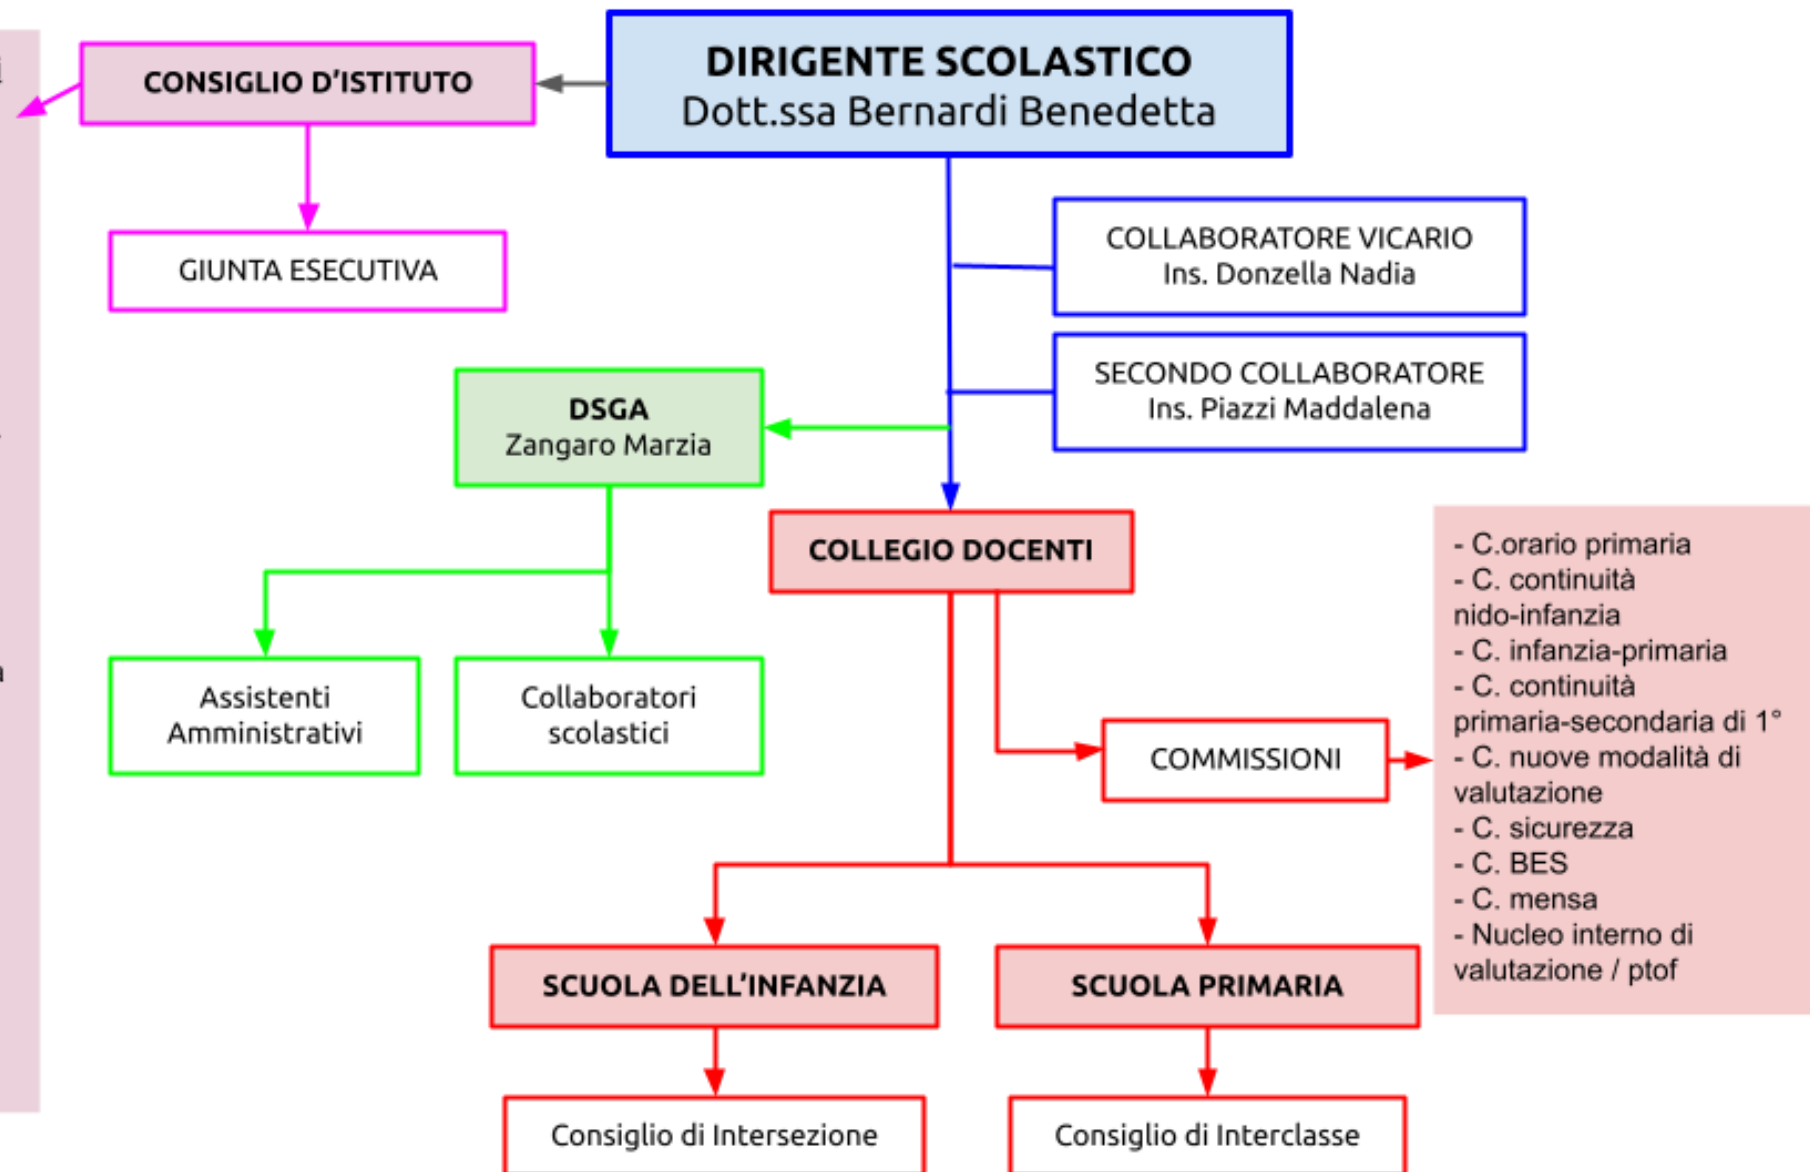 CONSIGLIO D'ISTITUTO
DIRIGENTE SCOLASTICO
Dott.ssa Bernardi Benedetta
GIUNTA ESECUTIVA
COLLABORATORE VICARIO
Ins. Donzella Nadia
SECONDO COLLABORATORE
Ins. Piazzi Maddalena
DSGA
Zangaro Marzia
COLLEGIO DOCENTI
Assistenti
Amministrativi
Collaboratori
scolastici
COMMISSIONI
- C.orario primaria
- C. continuità
nido-infanzia
- C. infanzia-primaria
- C. continuità
primaria-secondaria di 1°
- C. nuove modalità di
valutazione
- C. sicurezza
- C. BES
- C. mensa
- Nucleo interno di
valutazione / ptof
SCUOLA DELL'INFANZIA
SCUOLA PRIMARIA
Consiglio di Intersezione
Consiglio di Interclasse